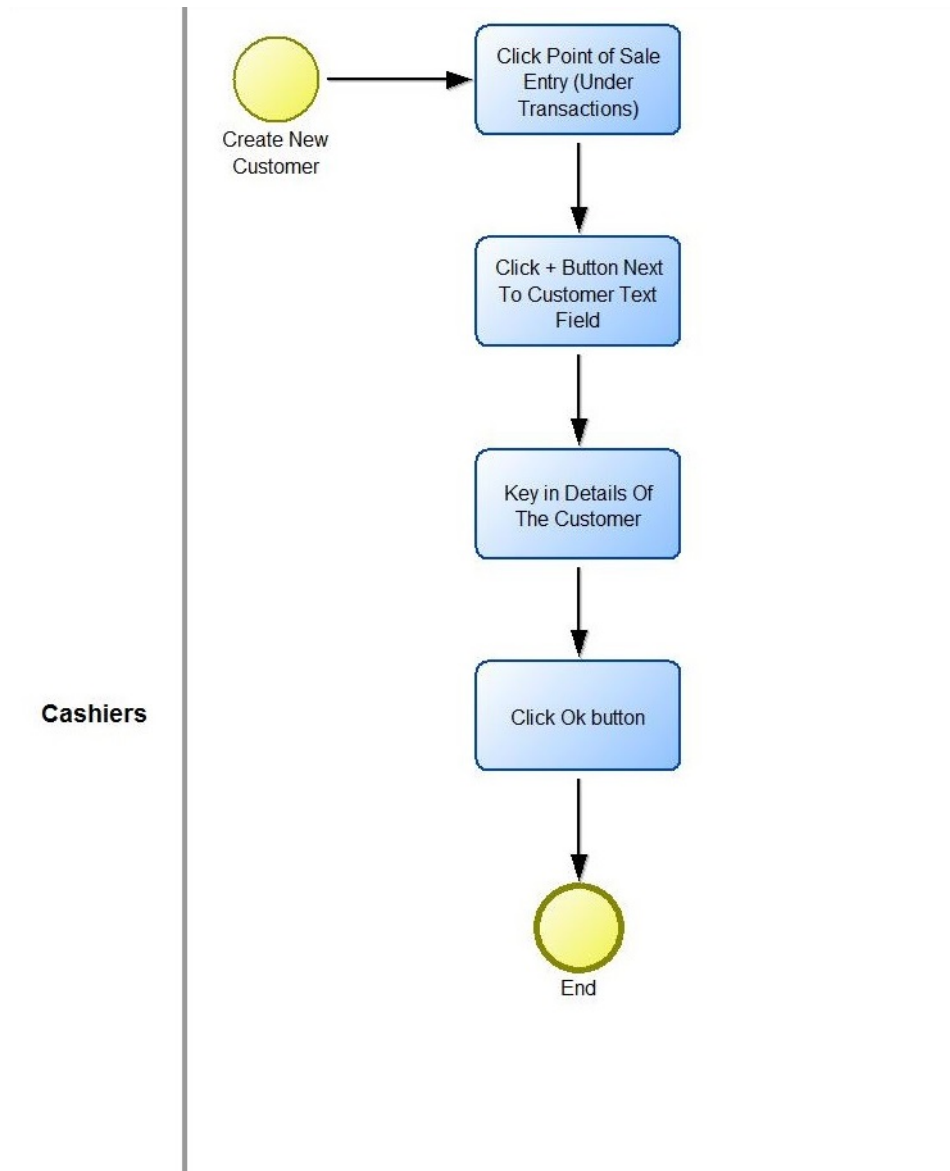 Click Point of Sale
Entry (Under
Transactions)
Create New
Customer
Click + Button Next
To Customer Text
Field
Key in Details Of
The Customer
Cashiers
Click Ok button
End